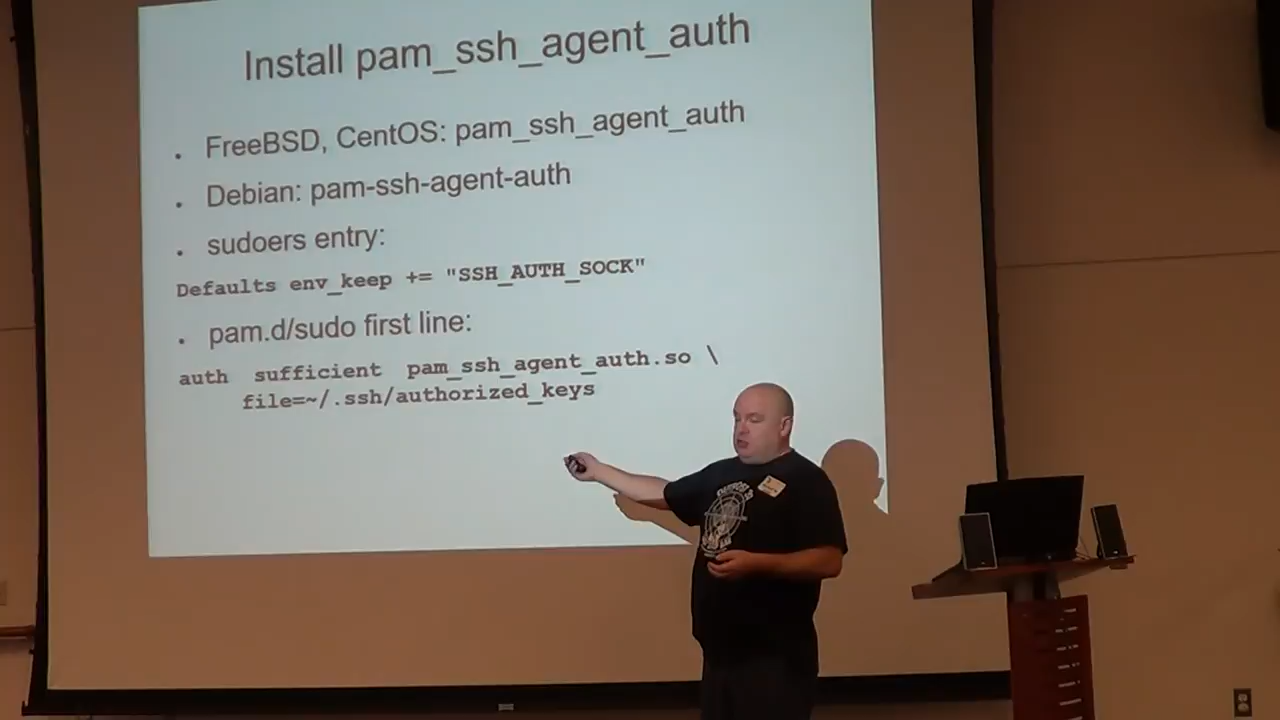 Install pam_ssh_agent_auth
• FreeBSD, CentOS: pam_ssh_agent_auth
• Debian: pam-ssh-agent-auth
• sudoers entry:
Defaults env_keep += "SSH_AUTH_SOCK"
• pam.d/sudo first line:
auth sufficient pam_ssh_agent_auth.so \
file=~/.ssh/authorized_keys